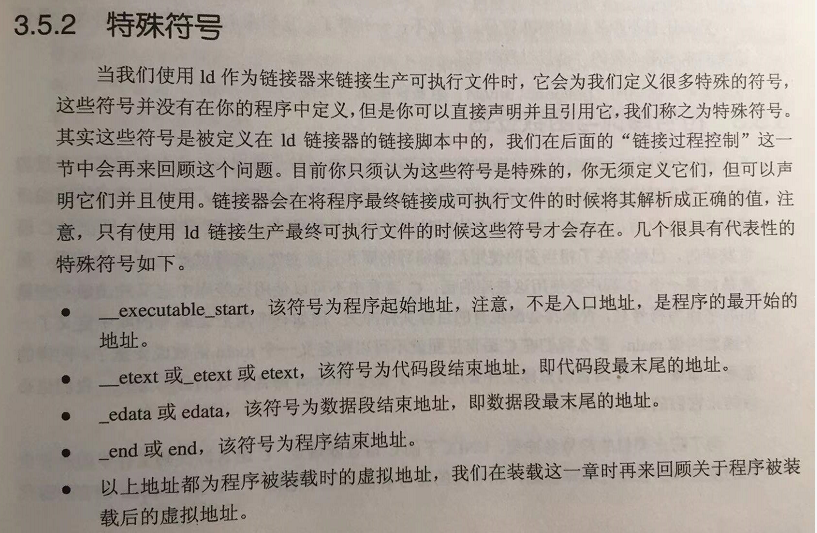 3.5.2 特殊符号
当我们使用 ld 作为链接器来链接生产可执行文件时，它会为我们定义很多特殊的符号，
这些符号并没有在你的程序中定义，但是你可以直接声明并且引用它，我们称之为特殊符号。
其实这些符号是被定义在 ld 链接器的链接脚本中的，我们在后面的“链接过程控制”这一
节中会再来回顾这个问题。目前你只须认为这些符号是特殊的，你无须定义它们，但可以声
明它们并且使用。链接器会在将程序最终链接成可执行文件的时候将其解析成正确的值，注
意，只有使用 ld 链接生产最终可执行文件的时候这些符号才会存在。几个很具有代表性的
特殊符号如下。
● __executable_start，该符号为程序起始地址，注意，不是入口地址，是程序的最开始的
地址。
● __etext 或_etext 或 etext，该符号为代码段结束地址，即代码段最末尾的地址。
● _edata 或 edata，该符号为数据段结束地址，即数据段最末尾的地址。
● _end 或 end，该符号为程序结束地址。
● 以上地址都为程序被装载时的虚拟地址，我们在装载这一章时再来回顾关于程序被装
载后的虚拟地址。